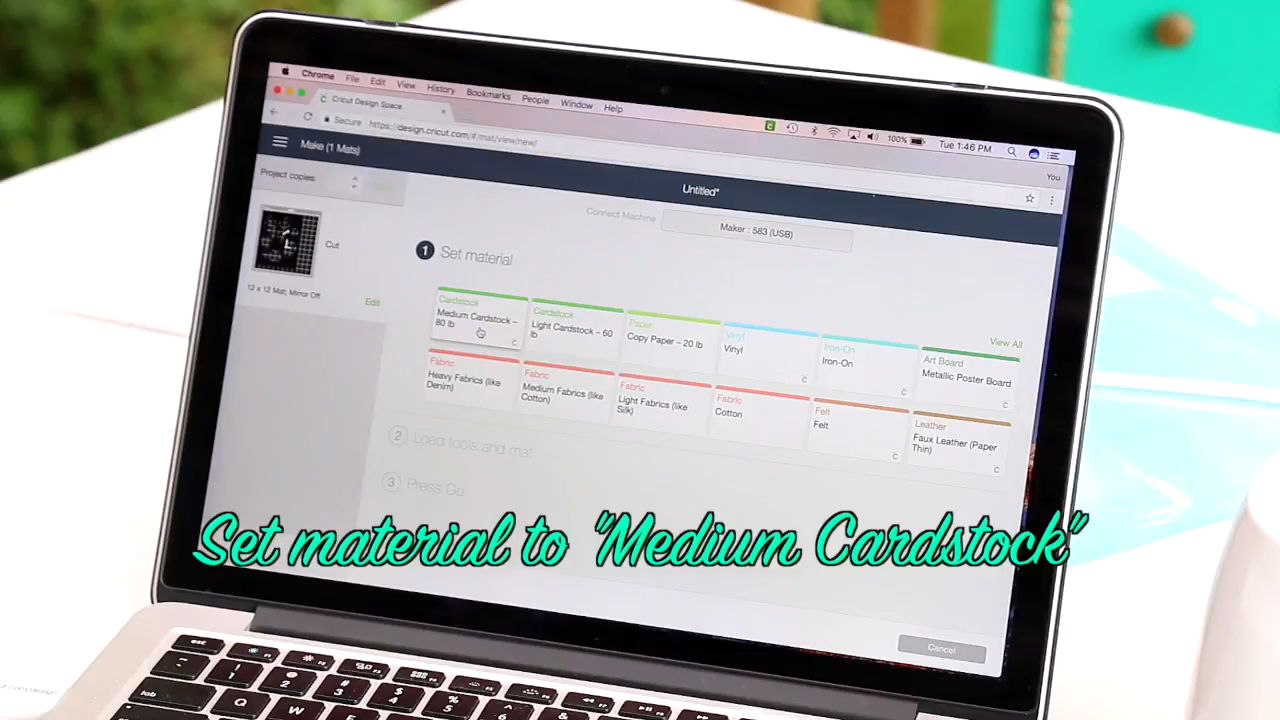 Chrome File Edit View History Bookmarks People Window Help 100% Tue 1:46 PM
Cricut Design Space
You
Secure https://design.cricut.com/#/mat/view/new/
Make (1 Mats)
Untitled*
Project copies:
Connect Machine Maker : 583 (USB)
Cut
12 x 12 Mat, Mirror Off
Edit
1 Set material
View All
Cardstock
Medium Cardstock –
80 lb
C
Cardstock
Light Cardstock – 60
lb
Paper
Copy Paper – 20 lb
Vinyl
Vinyl
C
Iron-On
Iron-On
C
Art Board
Metallic Poster Board
C
Fabric
Heavy Fabrics (like
Denim)
Fabric
Medium Fabrics (like
Cotton)
Fabric
Light Fabrics (like
Silk)
Fabric
Cotton
Felt
Felt
C
Leather
Faux Leather (Paper
Thin)
C
2 Load tools and mat
3 Press Go
Set material to "Medium Cardstock"
Cancel
esc
tab
Q
W